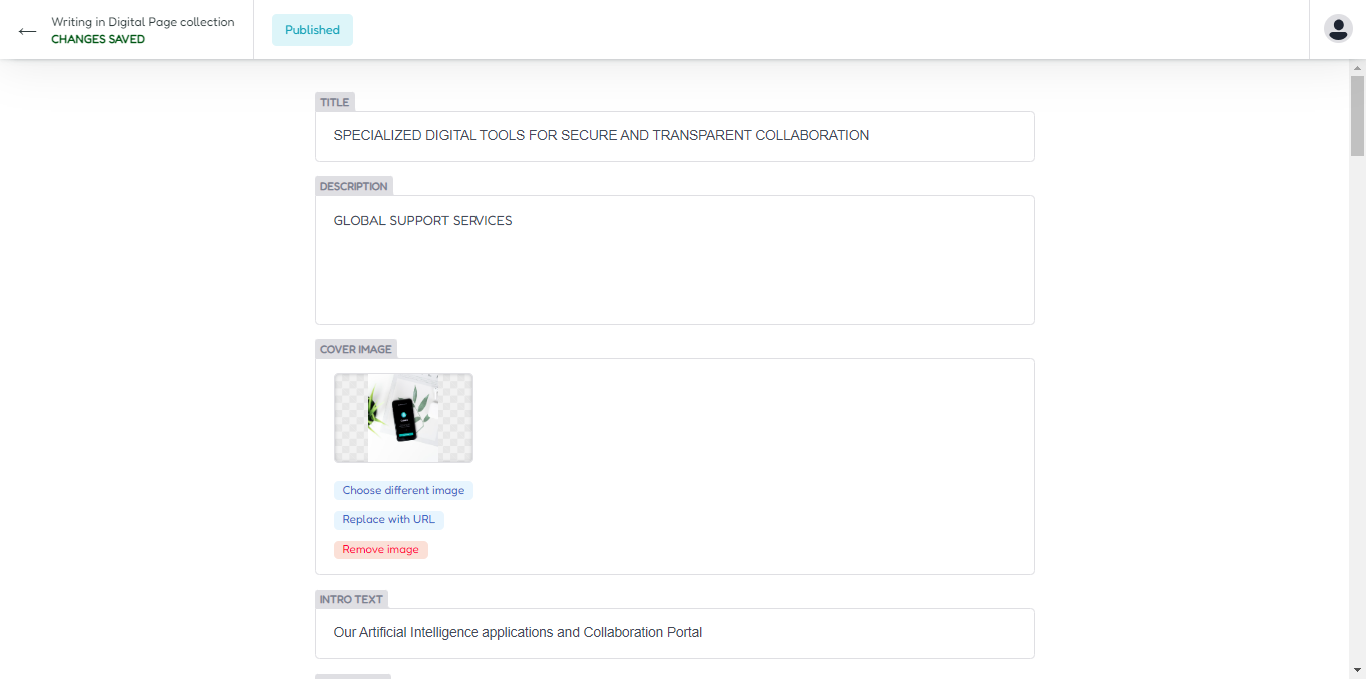 Writing in Digital Page collection
CHANGES SAVED
Published
TITLE
SPECIALIZED DIGITAL TOOLS FOR SECURE AND TRANSPARENT COLLABORATION
DESCRIPTION
GLOBAL SUPPORT SERVICES
COVER IMAGE
Choose different image
Replace with URL
Remove image
INTRO TEXT
Our Artificial Intelligence applications and Collaboration Portal